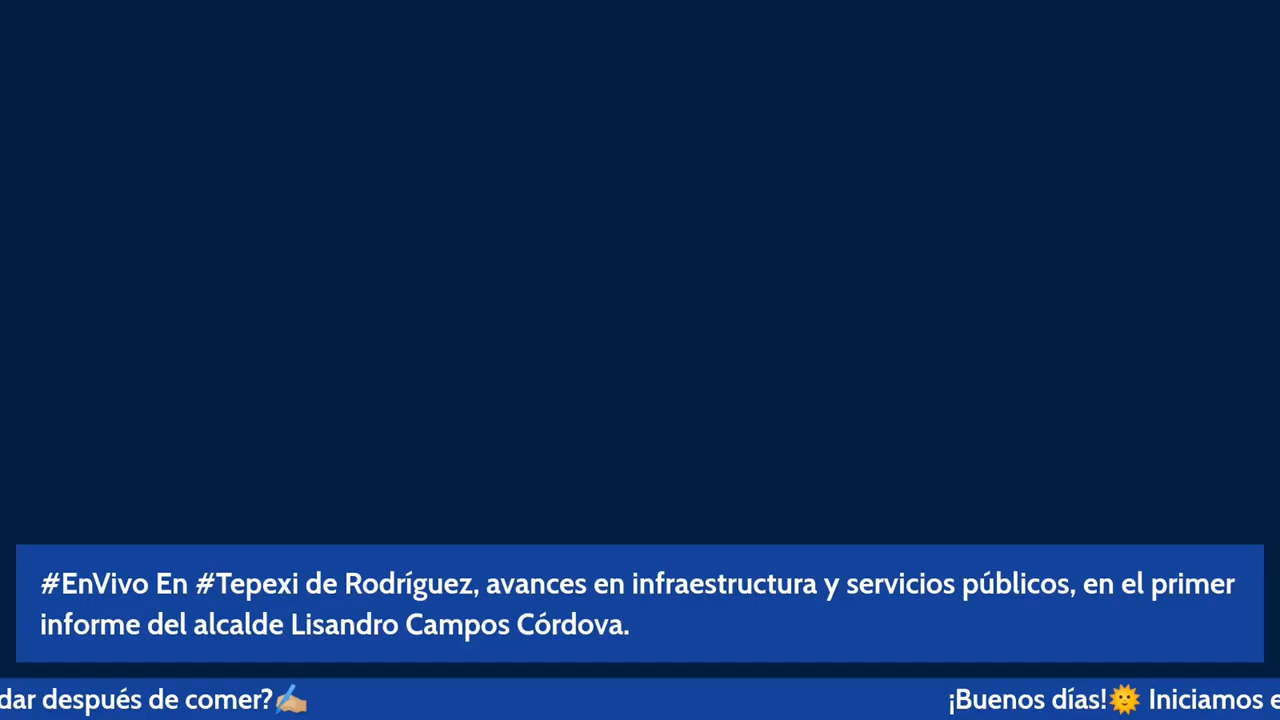 #EnVivo En #Tepexi de Rodríguez, avances en infraestructura y servicios públicos, en el primer
informe del alcalde Lisandro Campos Córdova.
dar después de comer?✍🏼 ¡Buenos días!🌞 Iniciamos e